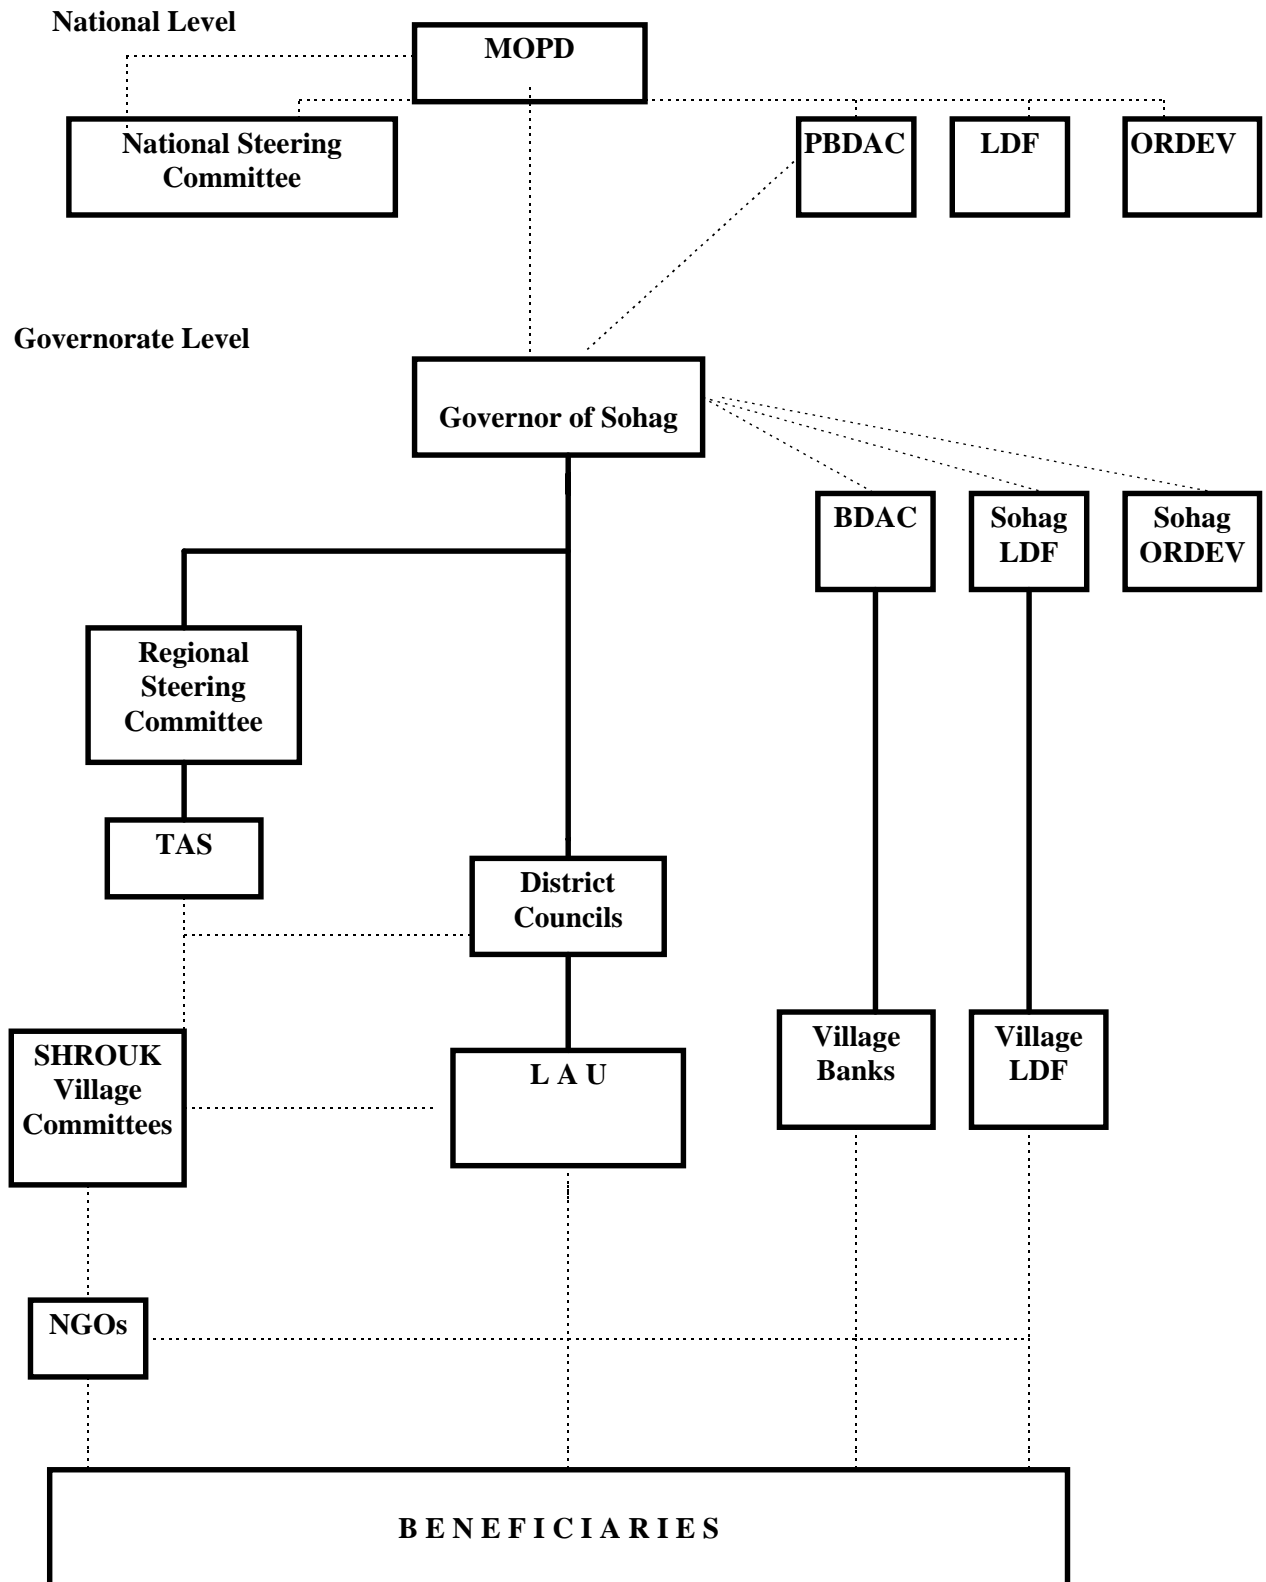 National Level
MOPD
National Steering
Committee
PBDAC
LDF
ORDEV
Governorate Level
Governor of Sohag
BDAC
Sohag
LDF
Sohag
ORDEV
Regional
Steering
Committee
TAS
District
Councils
SHROUK
Village
Committees
L A U
Village
Banks
Village
LDF
NGOs
B E N E F I C I A R I E S